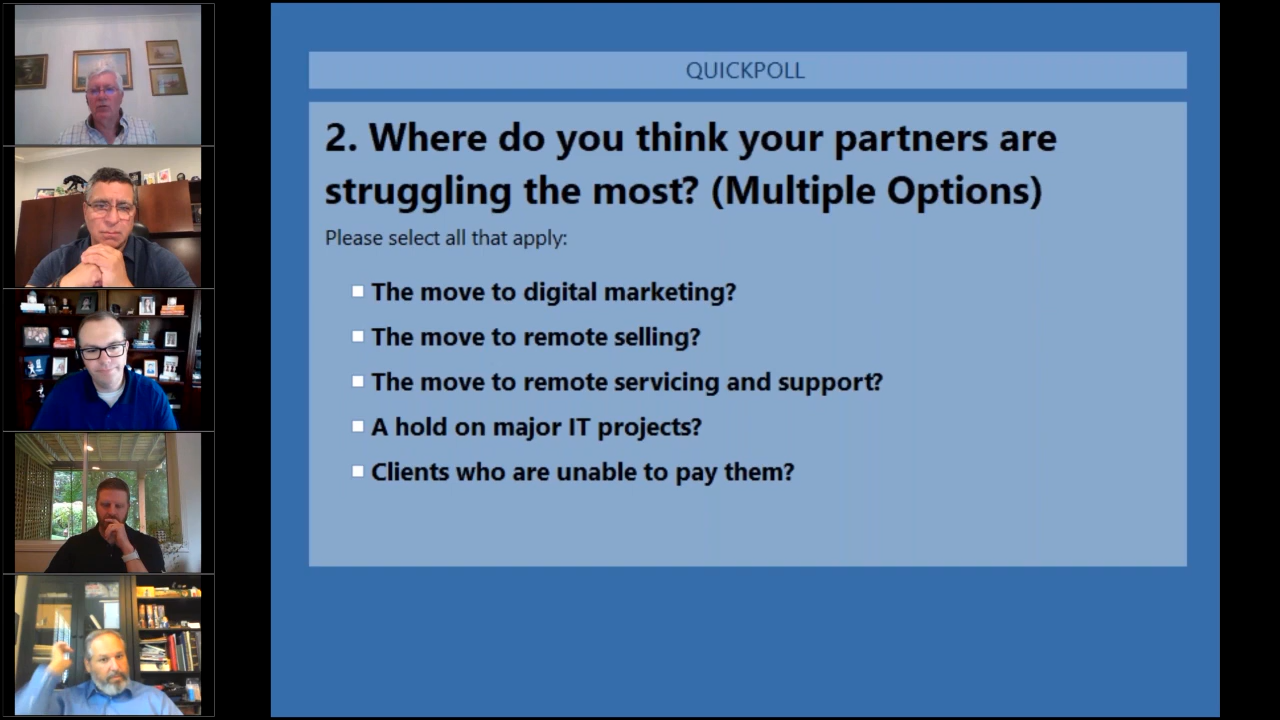 QUICKPOLL
2. Where do you think your partners are
struggling the most? (Multiple Options)
Please select all that apply:
The move to digital marketing?
The move to remote selling?
The move to remote servicing and support?
A hold on major IT projects?
Clients who are unable to pay them?